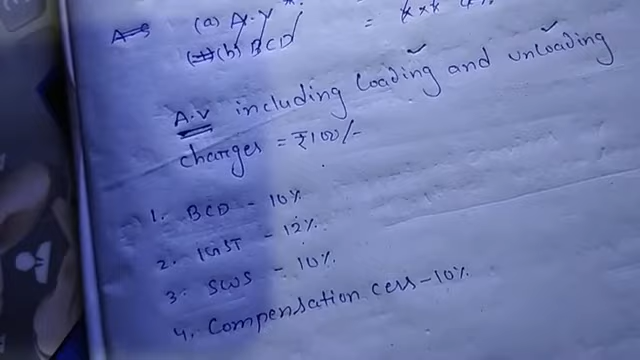 (a) A.V
(b) BCD
A.V including loading and unloading
charges = ₹100/-
1. BCD - 10%
2. IGST - 12%
3. SWS - 10%
4. Compensation cess - 10%